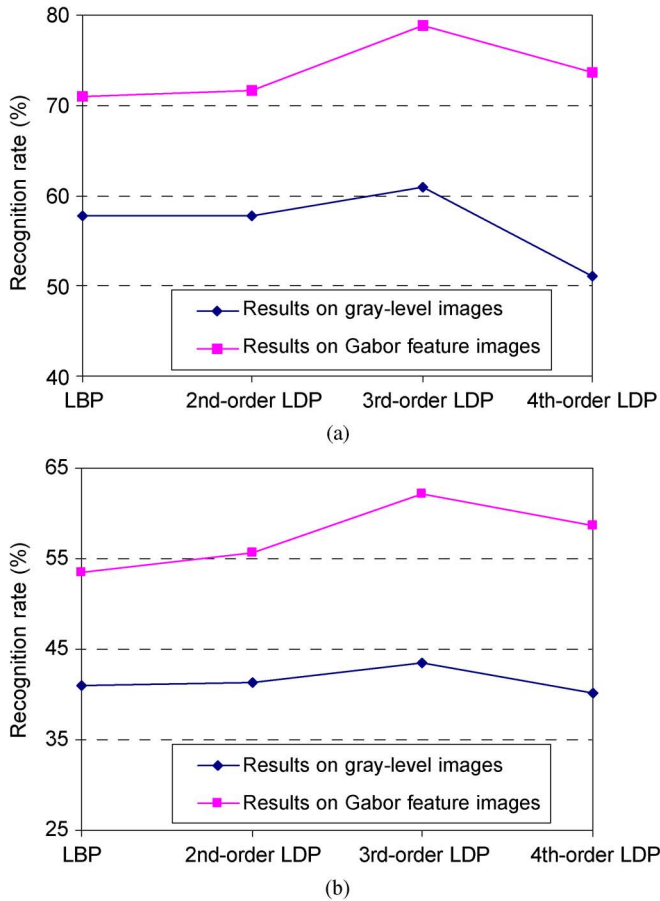 80
70
60
50
40
Recognition rate (%)
Results on gray-level images
Results on Gabor feature images
LBP 2nd-order LDP 3rd-order LDP 4th-order LDP
(a)
65
55
45
35
25
Recognition rate (%)
Results on gray-level images
Results on Gabor feature images
LBP 2nd-order LDP 3rd-order LDP 4th-order LDP
(b)